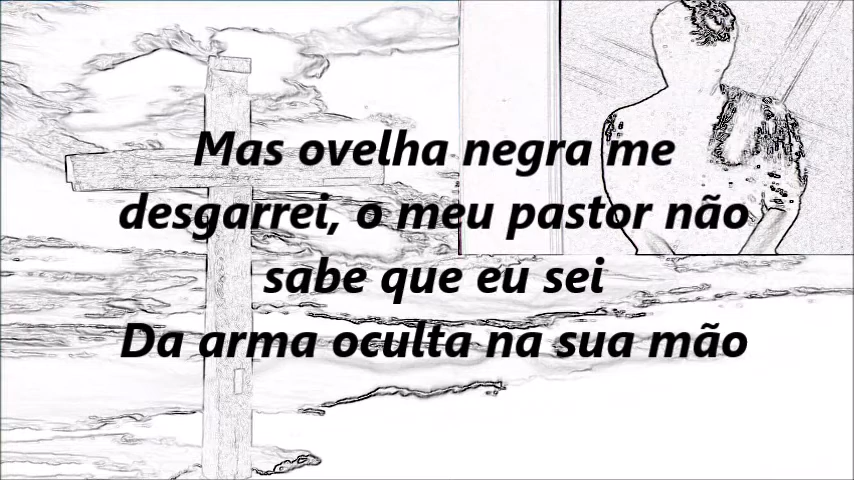 Mas ovelha negra me
desgarrei, o meu pastor não
sabe que eu sei
Da arma oculta na sua mão